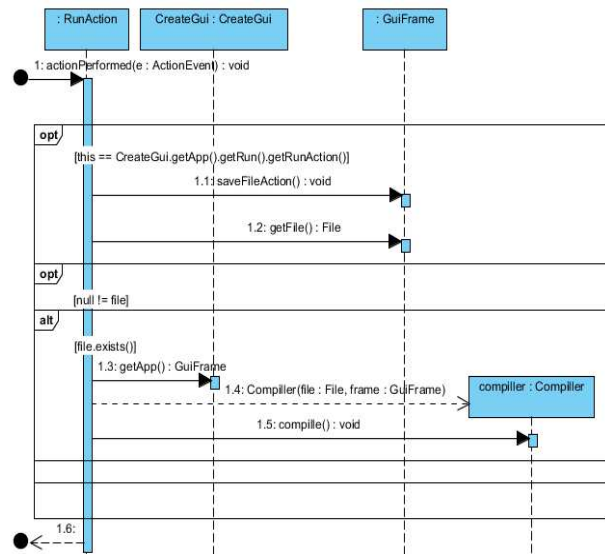 : RunAction
CreateGui : CreateGui
: GuiFrame
1: actionPerformed(e : ActionEvent) : void
opt
[this == CreateGui.getApp().getRun().getRunAction()]
1.1: saveFileAction() : void
1.2: getFile() : File
opt
[null != file]
alt
[file.exists()]
1.3: getApp() : GuiFrame
1.4: Compiller(file : File, frame : GuiFrame)
compiller : Compiller
1.5: compille() : void
1.6: